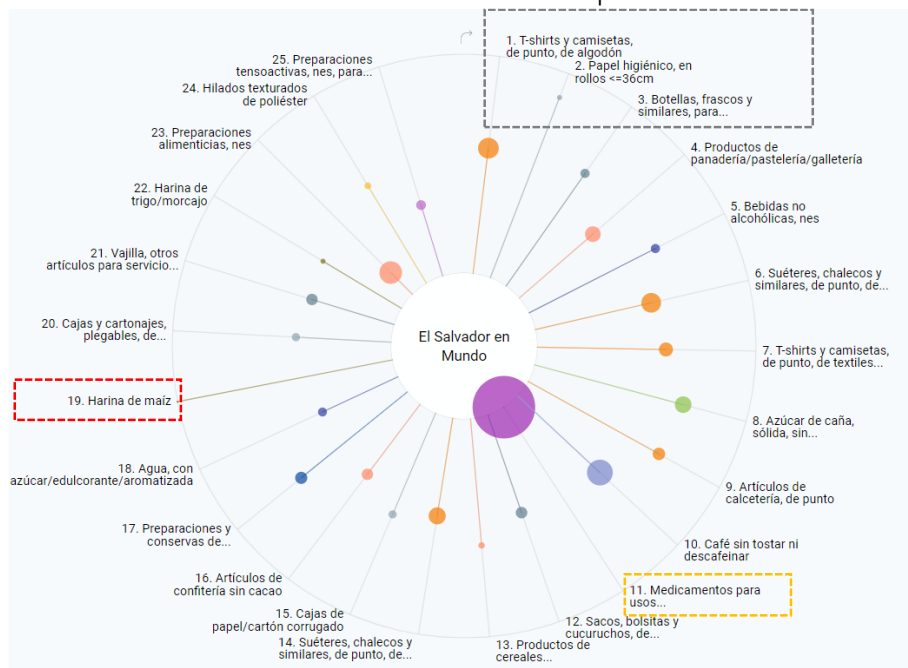 1. T-shirts y camisetas,
de punto, de algodón
2. Papel higiénico, en
rollos <=36cm
3. Botellas, frascos y
similares, para...
4. Productos de
panadería/pastelería/galletería
5. Bebidas no
alcohólicas, nes
6. Suéteres, chalecos y
similares, de punto, de...
7. T-shirts y camisetas,
de punto, de textiles...
8. Azúcar de caña,
sólida, sin...
9. Artículos de
calcetería, de punto
10. Café sin tostar ni
descafeinar
11. Medicamentos para
usos...
12. Sacos, bolsitas y
cucuruchos, de...
13. Productos de
cereales...
14. Suéteres, chalecos y
similares, de punto, de...
15. Cajas de
papel/cartón corrugado
16. Artículos de
confitería sin cacao
17. Preparaciones y
conservas de...
18. Agua, con
azúcar/edulcorante/aromatizada
19. Harina de maíz
20. Cajas y cartonajes,
plegables, de...
21. Vajilla, otros
artículos para servicio...
22. Harina de
trigo/morcajo
23. Preparaciones
alimenticias, nes
24. Hilados texturados
de poliéster
25. Preparaciones
tensoactivas, nes, para...
El Salvador en
Mundo